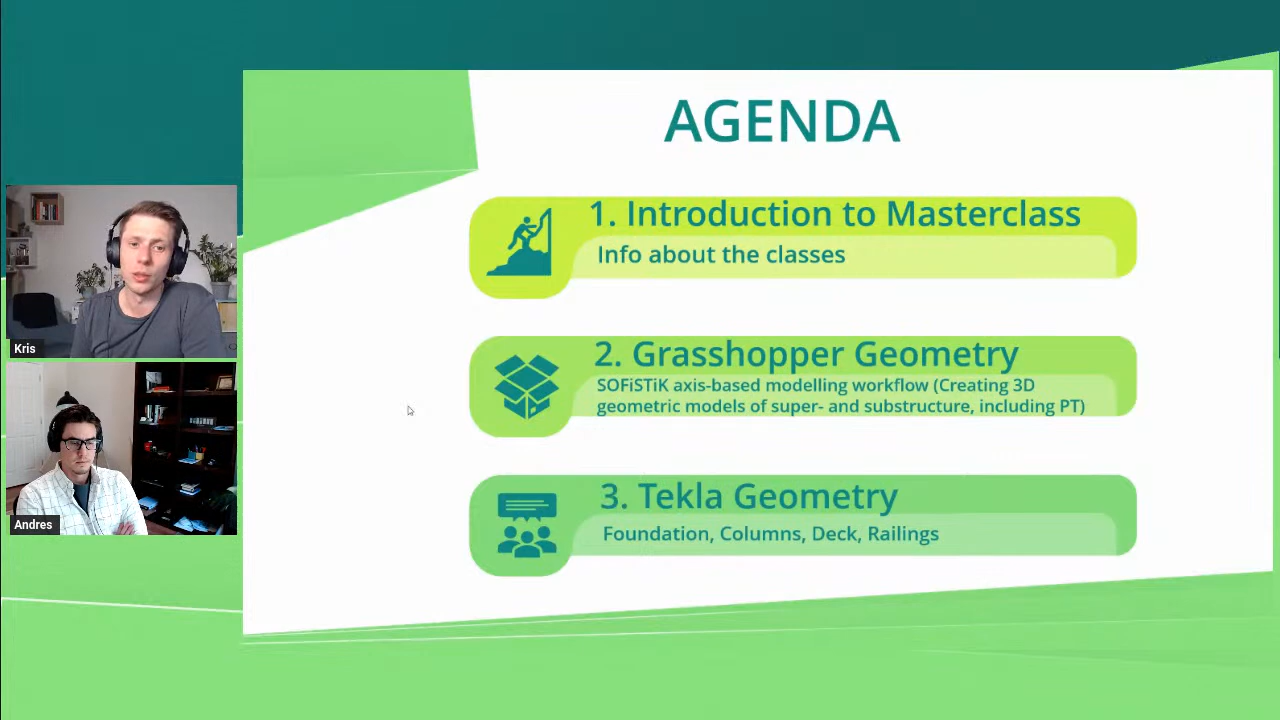 AGENDA
1. Introduction to Masterclass
Info about the classes
2. Grasshopper Geometry
SOFiSTiK axis-based modelling workflow (Creating 3D
geometric models of super- and substructure, including PT)
3. Tekla Geometry
Foundation, Columns, Deck, Railings
Kris
Andres